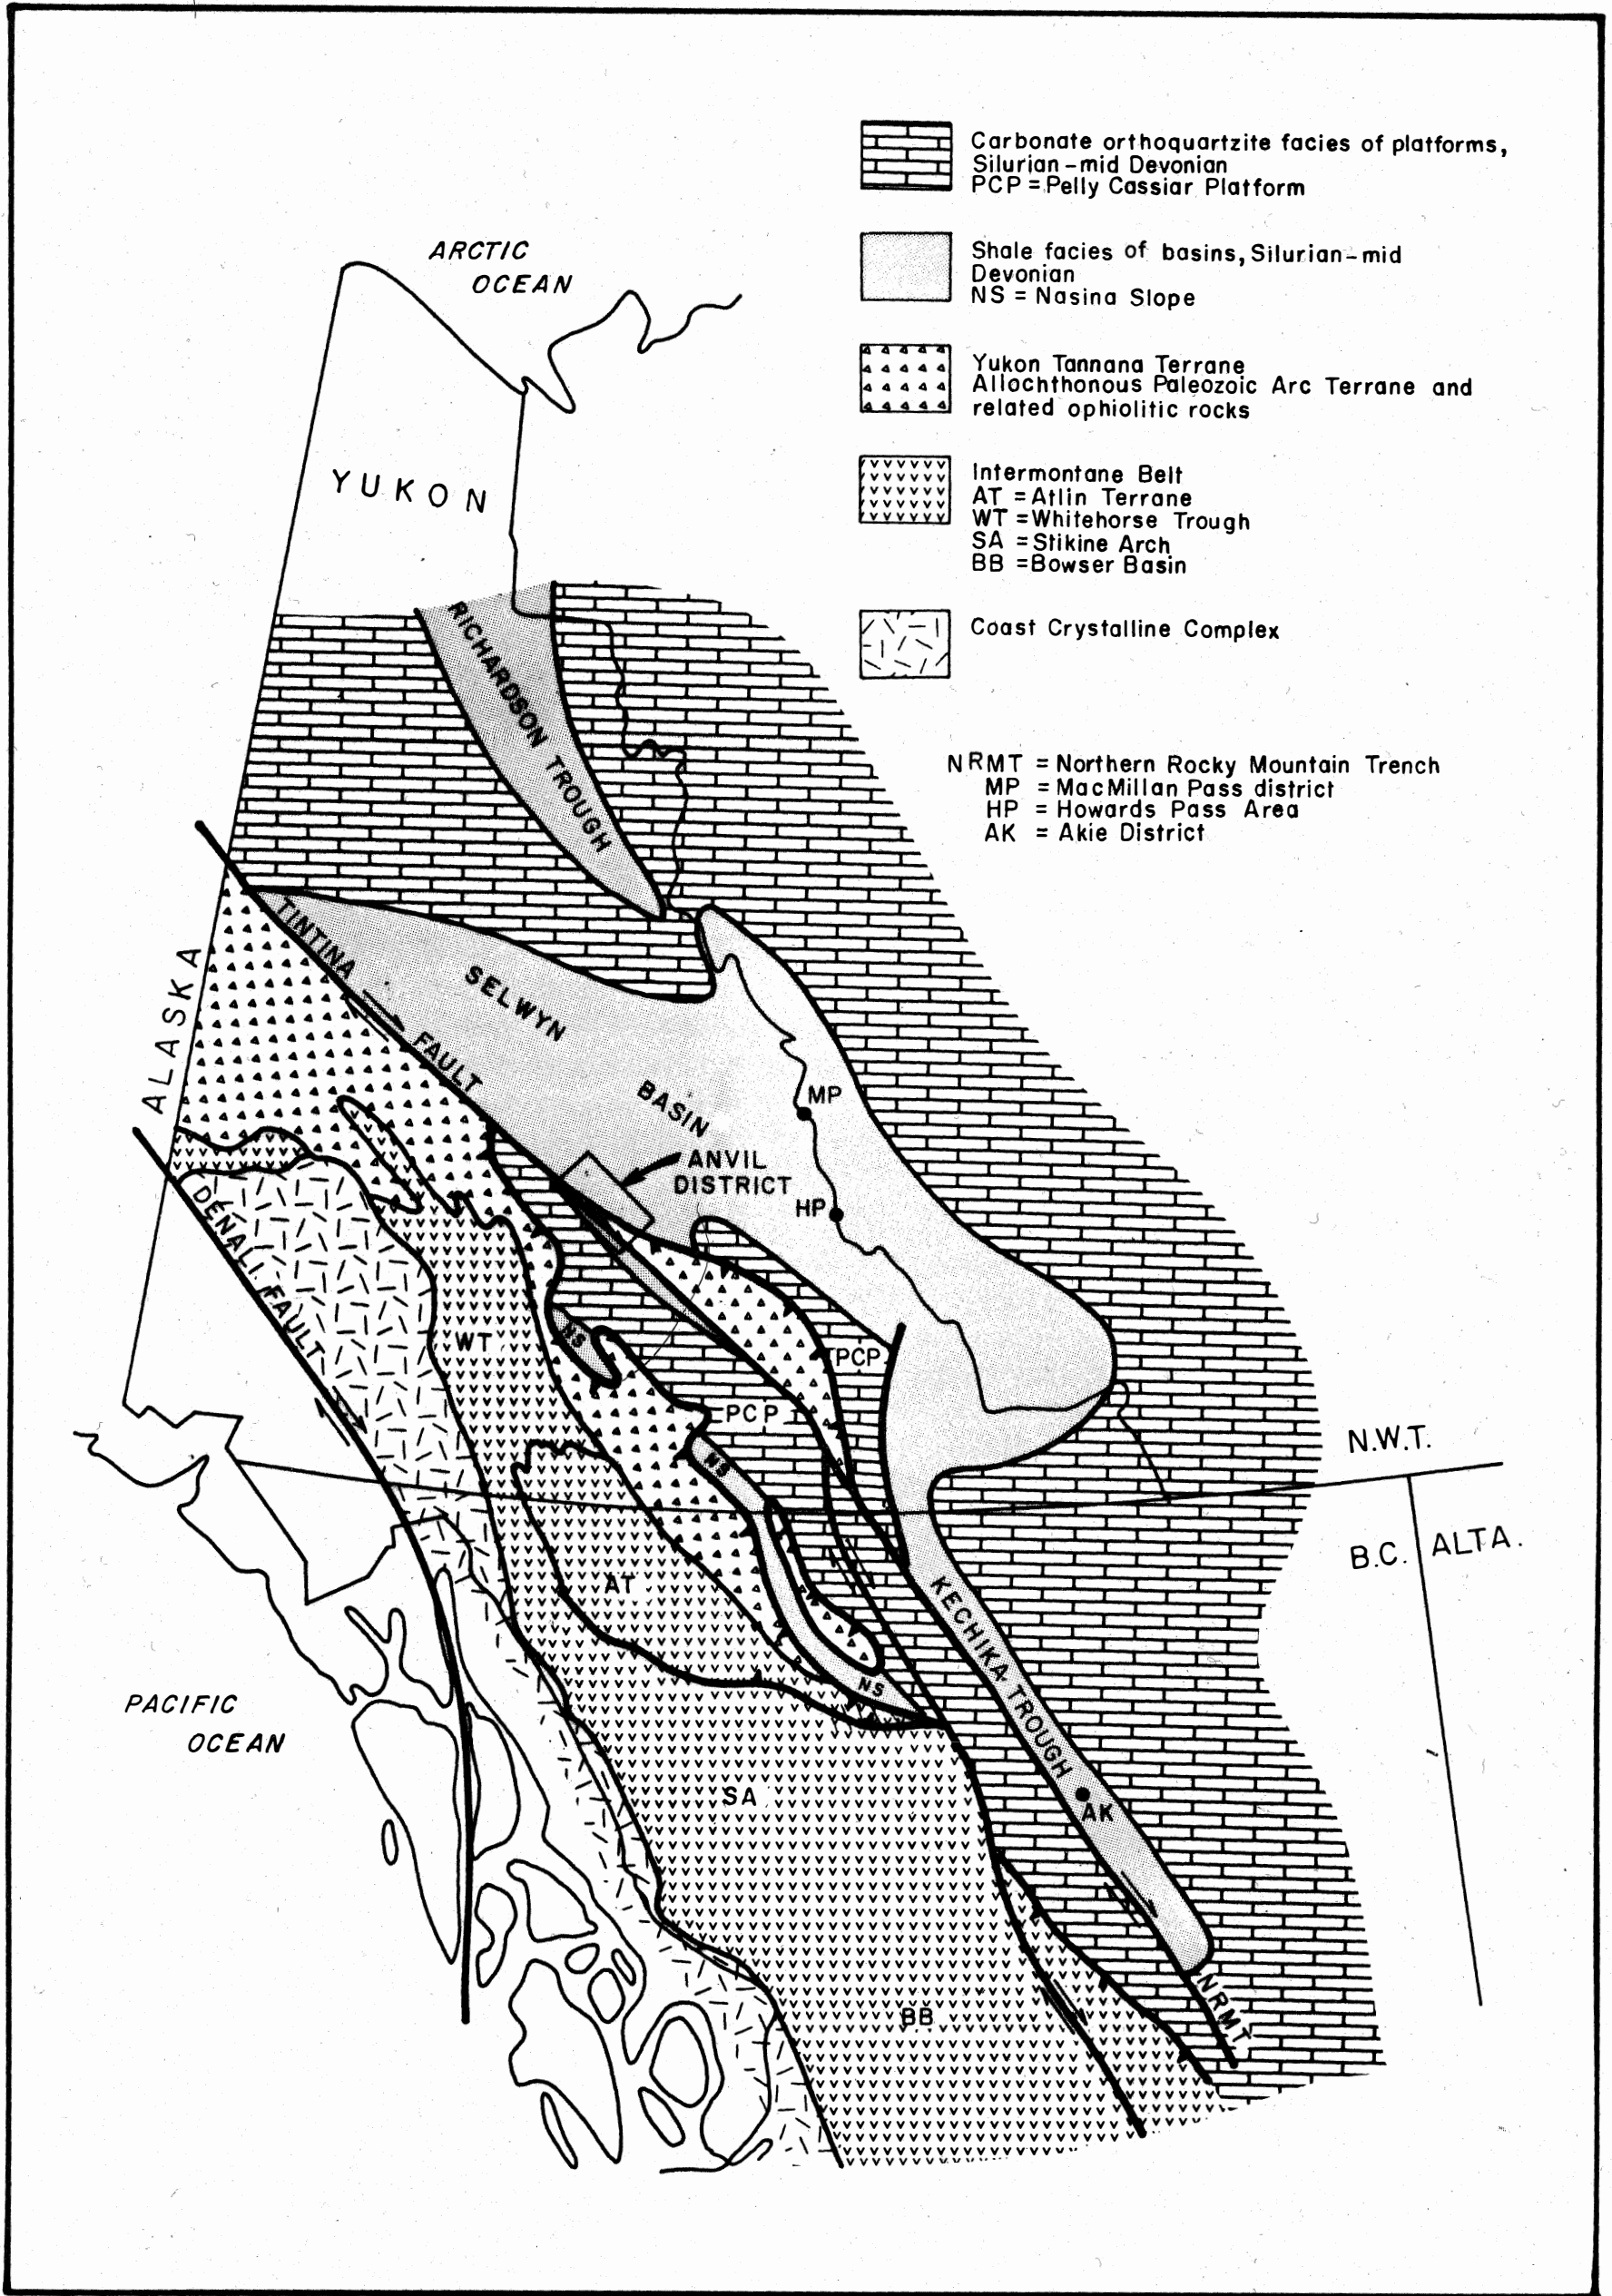 Carbonate orthoquartzite facies of platforms,
Silurian-mid Devonian
PCP = Pelly Cassiar Platform
Shale facies of basins, Silurian-mid
Devonian
NS = Nasina Slope
Yukon Tannana Terrane
Allochthonous Paleozoic Arc Terrane and
related ophiolitic rocks
Intermontane Belt
AT = Atlin Terrane
WT = Whitehorse Trough
SA = Stikine Arch
BB = Bowser Basin
Coast Crystalline Complex
NRMT = Northern Rocky Mountain Trench
MP = MacMillan Pass district
HP = Howards Pass Area
AK = Akie District
ARCTIC
OCEAN
YUKON
RICHARDSON TROUGH
ALASKA
TINTINA
FAULT
SELWYN
BASIN
MP
ANVIL
DISTRICT
HP
DENALI FAULT
WT
NS
PCP
PCP
NS
N.W.T.
B.C.
ALTA.
AT
KECHIKA TROUGH
NS
PACIFIC
OCEAN
SA
AK
BB
NRMT